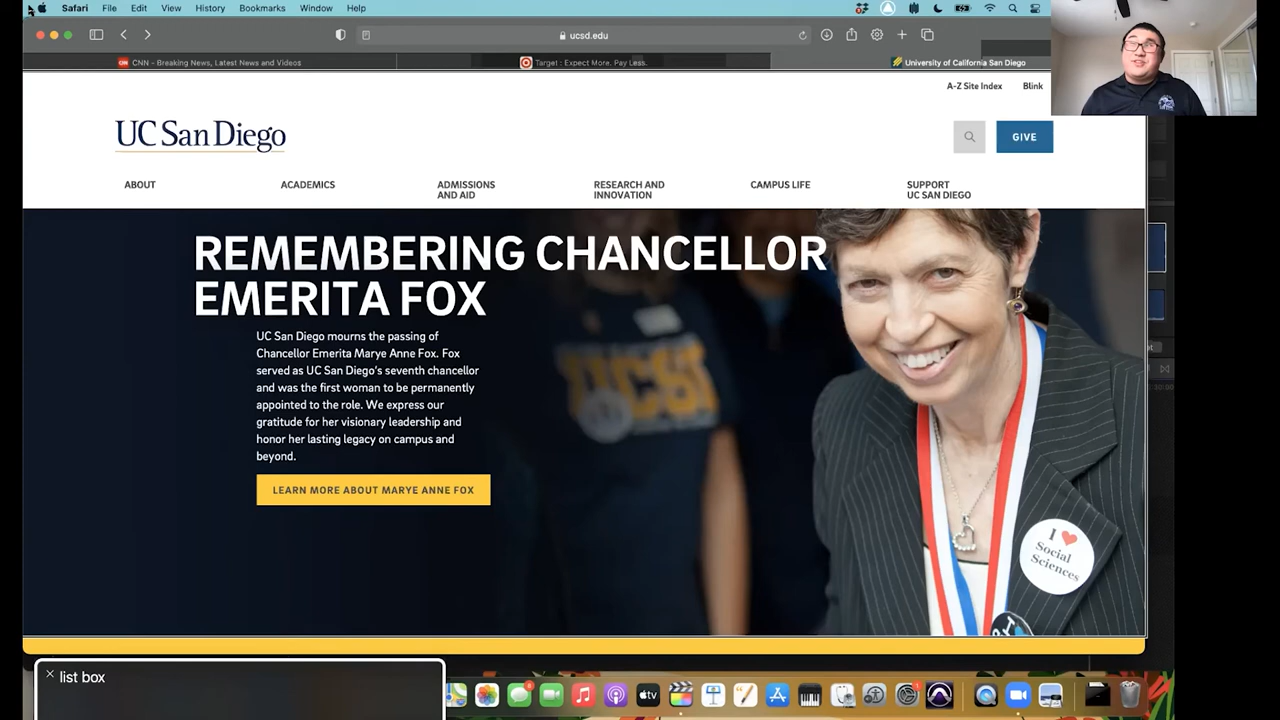 Safari File Edit View History Bookmarks Window Help
ucsd.edu
CNN - Breaking News, Latest News and Videos
Target : Expect More. Pay Less.
University of California San Diego
A-Z Site Index Blink
UC San Diego
GIVE
ABOUT
ACADEMICS
ADMISSIONS
AND AID
RESEARCH AND
INNOVATION
CAMPUS LIFE
SUPPORT
UC SAN DIEGO
REMEMBERING CHANCELLOR
EMERITA FOX
UC San Diego mourns the passing of
Chancellor Emerita Marye Anne Fox. Fox
served as UC San Diego's seventh chancellor
and was the first woman to be permanently
appointed to the role. We express our
gratitude for her visionary leadership and
honor her lasting legacy on campus and
beyond.
LEARN MORE ABOUT MARYE ANNE FOX
UCSD
I
Social
Sciences
list box
tv